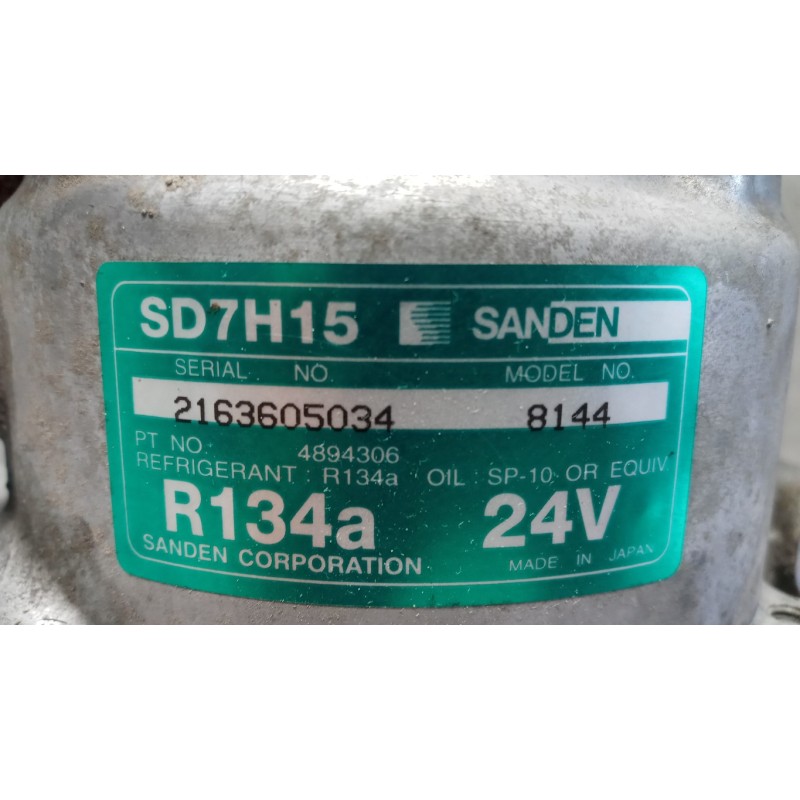 SD7H15 SANDEN
SERIAL NO. MODEL NO.
2163605034 8144
PT NO. 4894306
REFRIGERANT : R134a OIL : SP-10 OR EQUIV.
R134a 24V
SANDEN CORPORATION MADE IN JAPAN